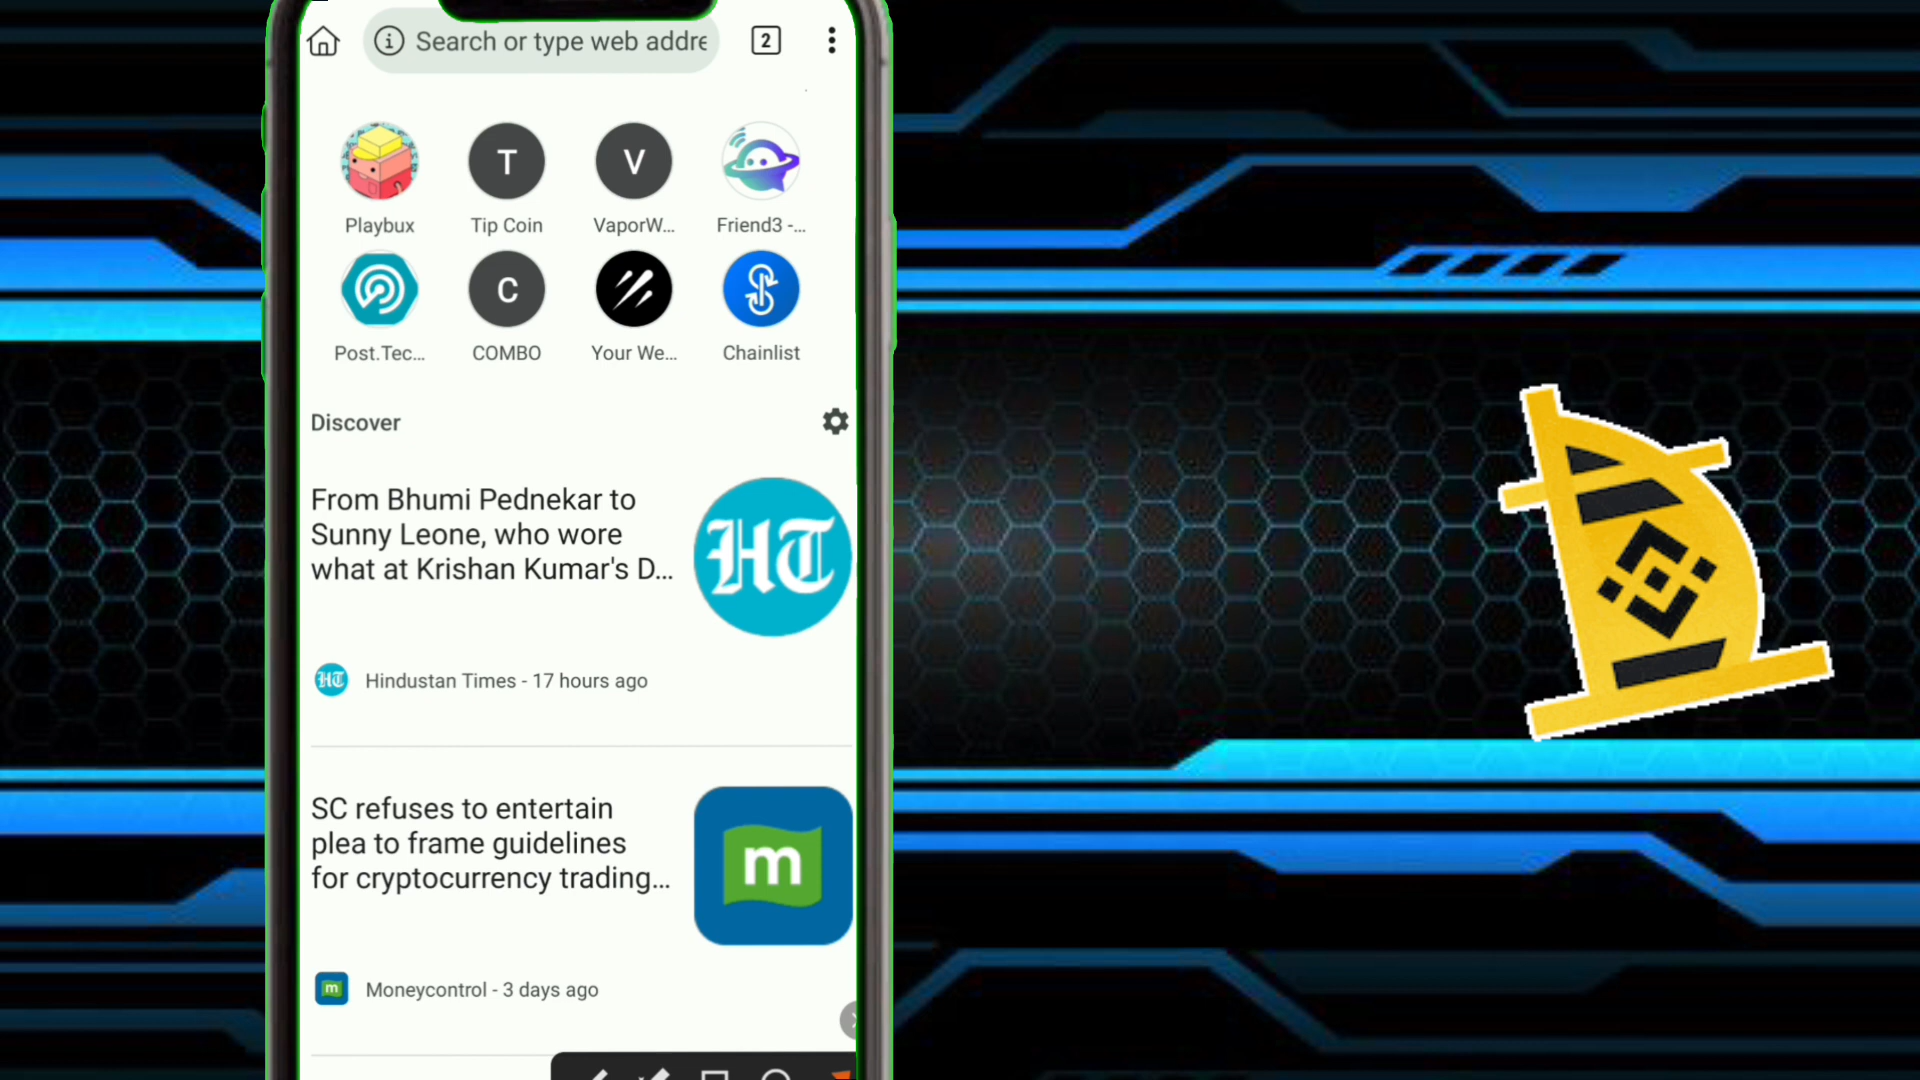 Search or type web addre
2
T
V
Playbux
Tip Coin
VaporW...
Friend3 -...
C
Post.Tec...
COMBO
Your We...
Chainlist
Discover
From Bhumi Pednekar to
Sunny Leone, who wore
what at Krishan Kumar's D...
HT
HT
Hindustan Times - 17 hours ago
SC refuses to entertain
plea to frame guidelines
for cryptocurrency trading...
m
m
Moneycontrol - 3 days ago